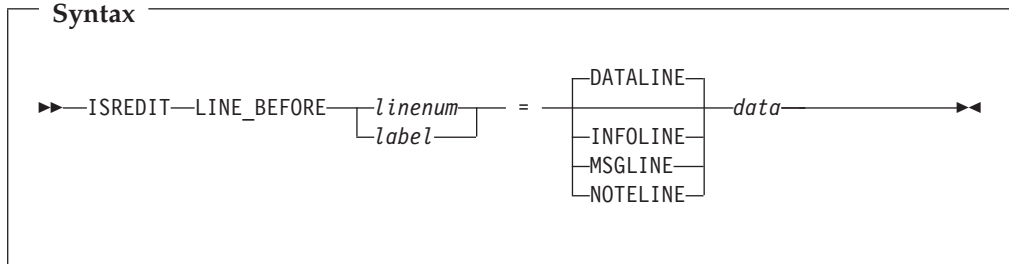 Syntax
DATALINE
►►—ISREDIT—LINE_BEFORE—linenum—=—data—►◄
label
INFOLINE
MSGLINE
NOTELINE